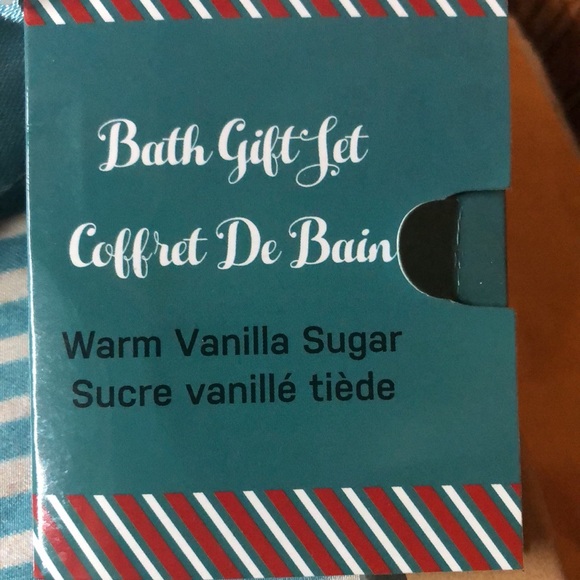 Bath Gift Set
Coffret De Bain
Warm Vanilla Sugar
Sucre vanillé tiède